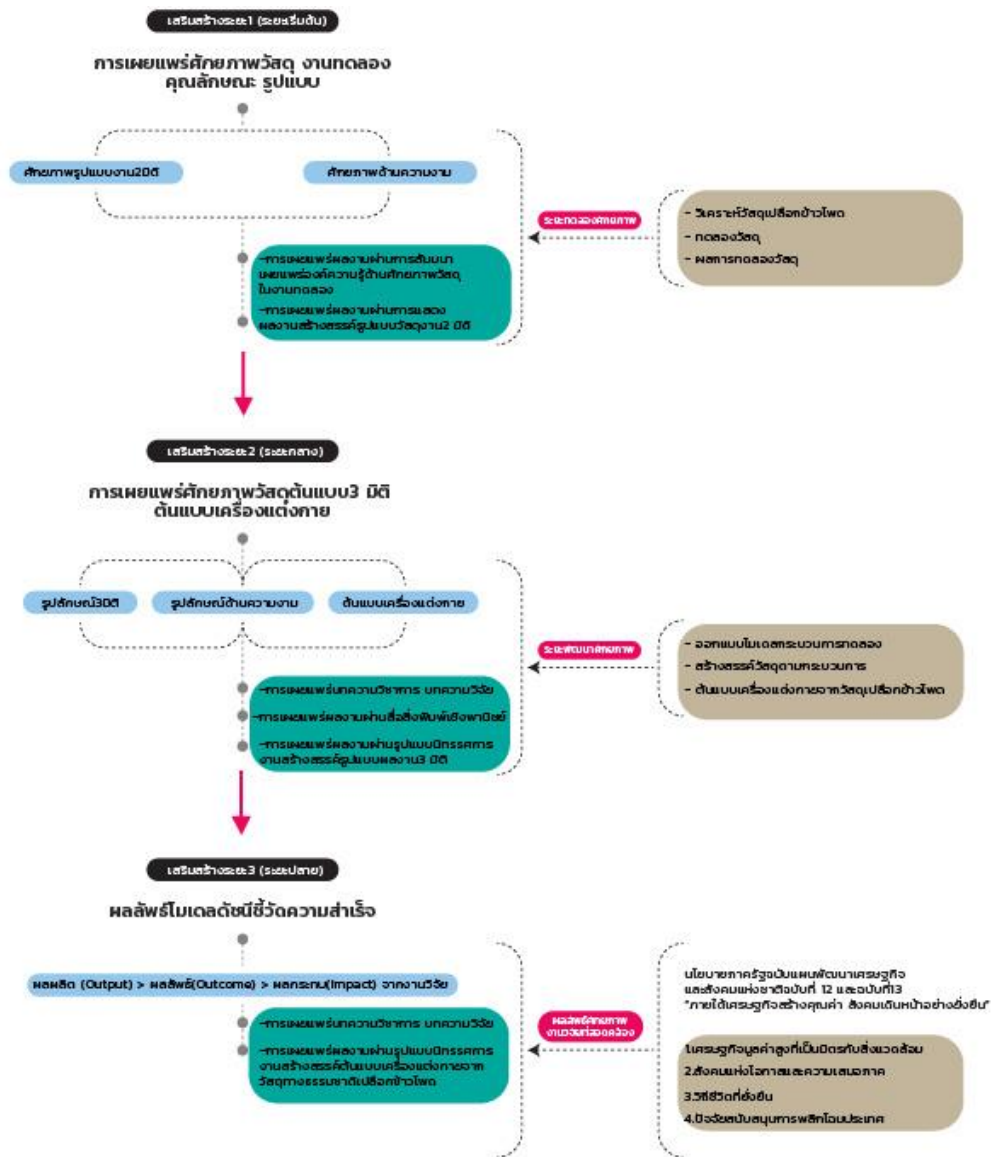 เสริมสร้างระยะ1 (ระยะเริ่มต้น)
การเผยแพร่ศักยภาพวัสดุ งานทดลอง
คุณลักษณะ รูปแบบ
ศักยภาพรูปแบบงาน2มิติ
ศักยภาพด้านความงาม
-การเผยแพร่ผลงานผ่านการสัมมนา
เผยแพร่องค์ความรู้ด้านศักยภาพวัสดุ
ในงานทดลอง
-การเผยแพร่ผลงานผ่านการแสดง
ผลงานสร้างสรรค์รูปแบบวัสดุงาน2 มิติ
ระยะทดลองศักยภาพ
- วิเคราะห์วัสดุเปลือกข้าวโพด
- ทดลองวัสดุ
- ผลการทดลองวัสดุ
เสริมสร้างระยะ2 (ระยะกลาง)
การเผยแพร่ศักยภาพวัสดุต้นแบบ3 มิติ
ต้นแบบเครื่องแต่งกาย
รูปลักษณ์3มิติ
รูปลักษณ์ด้านความงาม
ต้นแบบเครื่องแต่งกาย
-การเผยแพร่บทความวิชาการ บทความวิจัย
-การเผยแพร่ผลงานผ่านสื่อสิ่งพิมพ์เชิงพานิชย์
-การเผยแพร่ผลงานผ่านรูปแบบนิทรรศการ
งานสร้างสรรค์รูปแบบผลงาน3 มิติ
ระยะพัฒนาศักยภาพ
- ออกแบบโมเดลกระบวนการทดลอง
- สร้างสรรค์วัสดุตามกระบวนการ
- ต้นแบบเครื่องแต่งกายจากวัสดุเปลือกข้าวโพด
เสริมสร้างระยะ3 (ระยะปลาย)
ผลลัพธ์โมเดลดัชนีชี้วัดความสำเร็จ
ผลผลิต (Output) > ผลลัพธ์(Outcome) > ผลกระทบ(Impact) จากงานวิจัย
-การเผยแพร่บทความวิชาการ บทความวิจัย
-การเผยแพร่ผลงานผ่านรูปแบบนิทรรศการ
งานสร้างสรรค์ต้นแบบเครื่องแต่งกายจาก
วัสดุทางธรรมชาติเปลือกข้าวโพด
ผลลัพธ์ศักยภาพ
งานวิจัยที่สอดคล้อง
นโยบายภาครัฐฉบับแผนพัฒนาเศรษฐกิจ
และสังคมแห่งชาติฉบับที่ 12 และฉบับที่13
"ภายใต้เศรษฐกิจสร้างคุณค่า สังคมเดินหน้าอย่างยั่งยืน"
1.เศรษฐกิจมูลค่าสูงที่เป็นมิตรกับสิ่งแวดล้อม
2.สังคมแห่งโอกาสและความเสมอภาค
3.วิถีชีวิตที่ยั่งยืน
4.ปัจจัยสนับสนุนการพลิกโฉมประเทศ